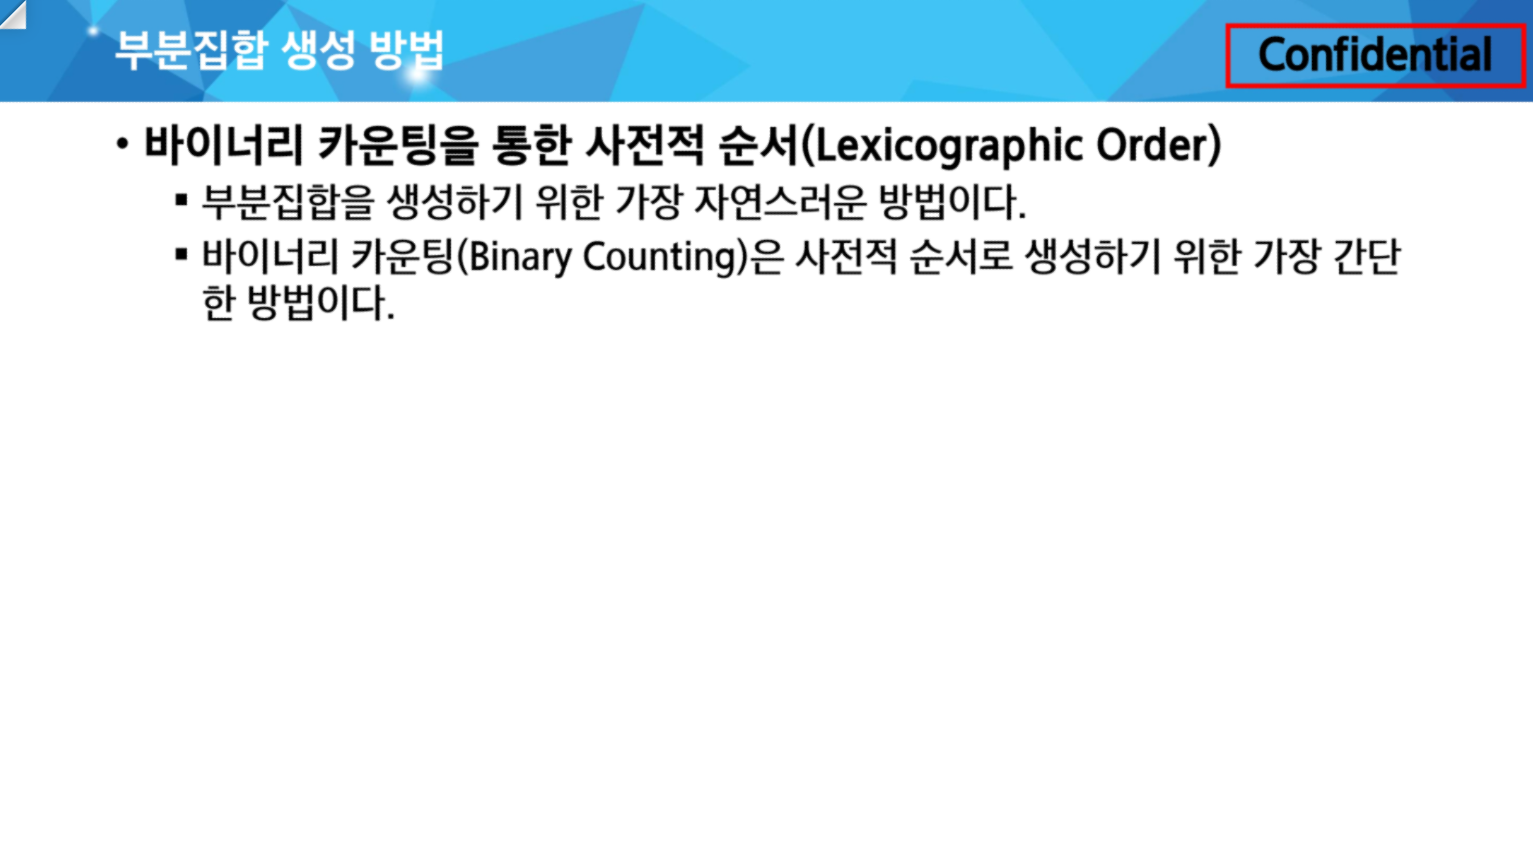 부분집합 생성 방법
Confidential
• 바이너리 카운팅을 통한 사전적 순서(Lexicographic Order)
▪ 부분집합을 생성하기 위한 가장 자연스러운 방법이다.
▪ 바이너리 카운팅(Binary Counting)은 사전적 순서로 생성하기 위한 가장 간단
한 방법이다.